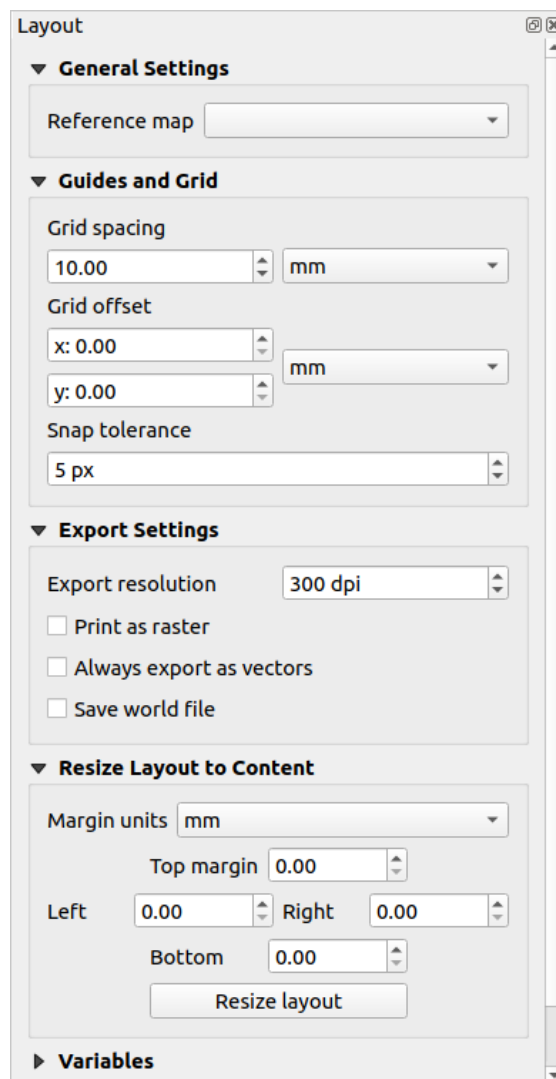 Layout
General Settings
Reference map
Guides and Grid
Grid spacing
10.00 mm
Grid offset
x: 0.00
mm
y: 0.00
Snap tolerance
5 px
Export Settings
Export resolution 300 dpi
Print as raster
Always export as vectors
Save world file
Resize Layout to Content
Margin units mm
Top margin 0.00
Left 0.00 Right 0.00
Bottom 0.00
Resize layout
Variables